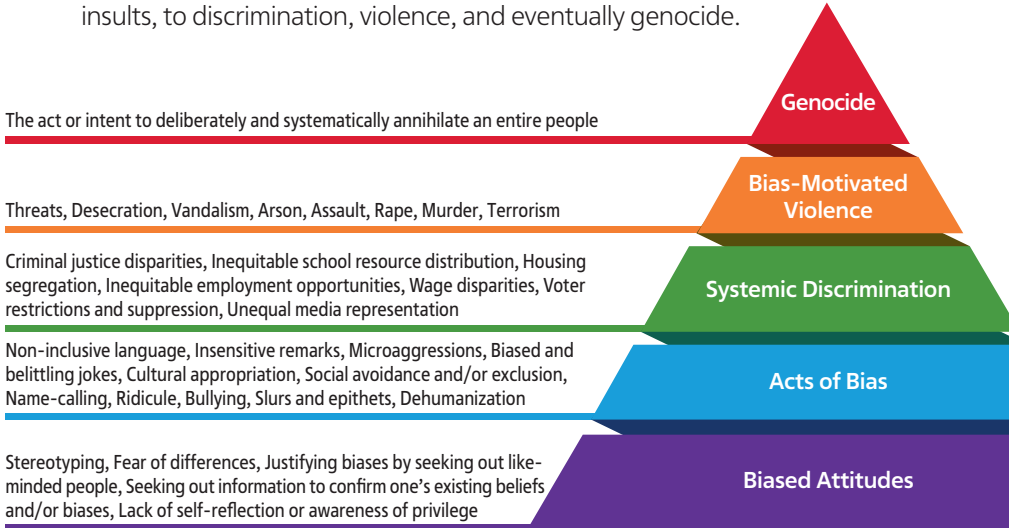 insults, to discrimination, violence, and eventually genocide.
Genocide
The act or intent to deliberately and systematically annihilate an entire people
Bias-Motivated
Violence
Threats, Desecration, Vandalism, Arson, Assault, Rape, Murder, Terrorism
Systemic Discrimination
Criminal justice disparities, Inequitable school resource distribution, Housing
segregation, Inequitable employment opportunities, Wage disparities, Voter
restrictions and suppression, Unequal media representation
Acts of Bias
Non-inclusive language, Insensitive remarks, Microaggressions, Biased and
belittling jokes, Cultural appropriation, Social avoidance and/or exclusion,
Name-calling, Ridicule, Bullying, Slurs and epithets, Dehumanization
Biased Attitudes
Stereotyping, Fear of differences, Justifying biases by seeking out like-
minded people, Seeking out information to confirm one’s existing beliefs
and/or biases, Lack of self-reflection or awareness of privilege